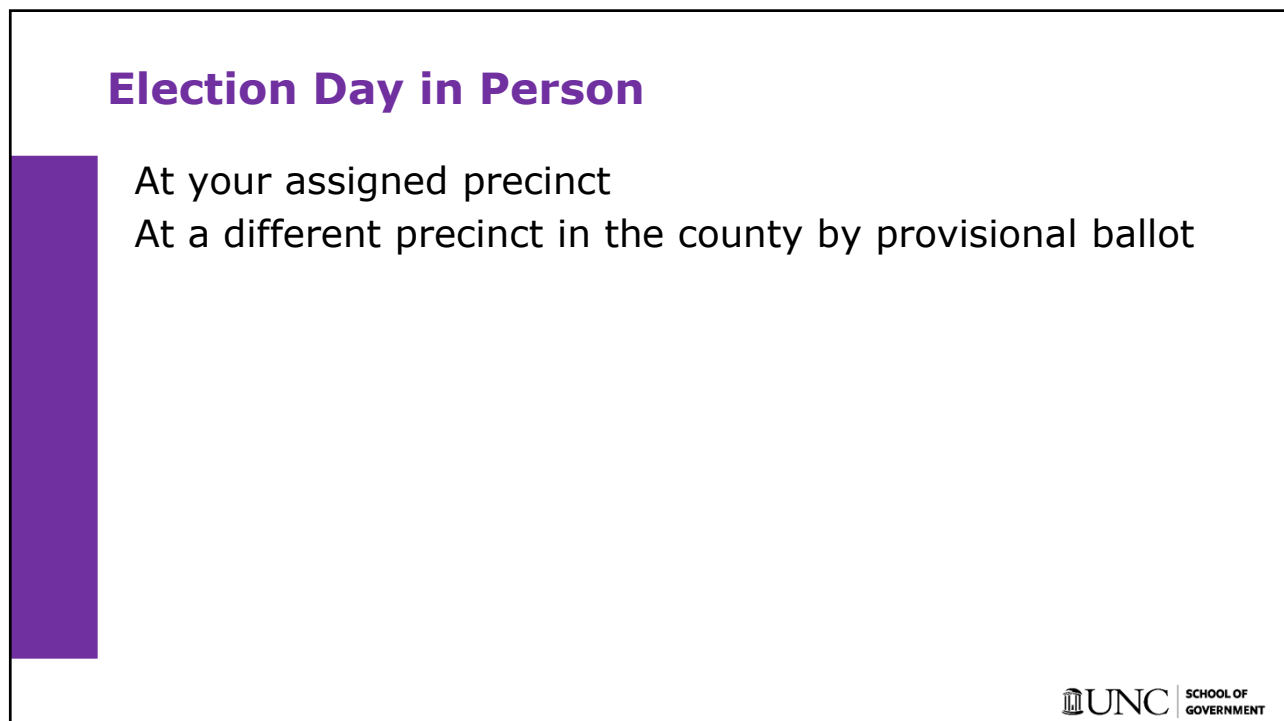 Election Day in Person
At your assigned precinct
At a different precinct in the county by provisional ballot
UNC SCHOOL OF
GOVERNMENT